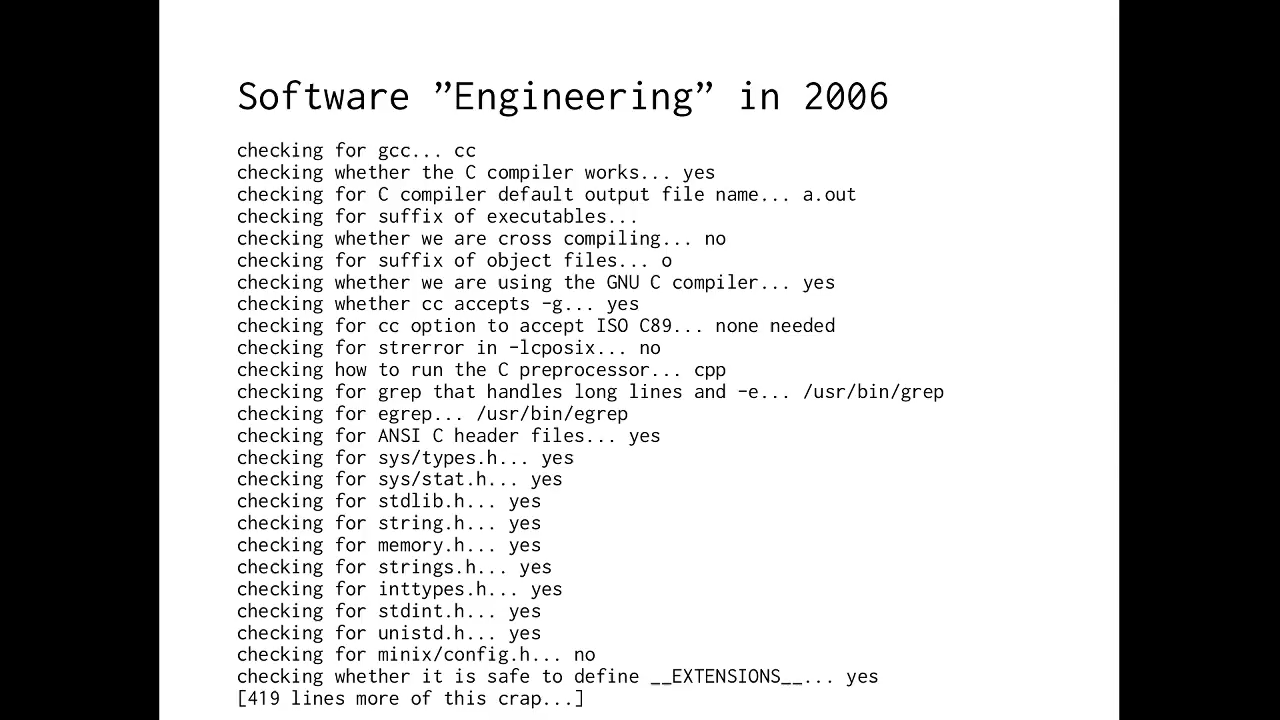 Software ”Engineering” in 2006
checking for gcc... cc
checking whether the C compiler works... yes
checking for C compiler default output file name... a.out
checking for suffix of executables...
checking whether we are cross compiling... no
checking for suffix of object files... o
checking whether we are using the GNU C compiler... yes
checking whether cc accepts -g... yes
checking for cc option to accept ISO C89... none needed
checking for strerror in -lcposix... no
checking how to run the C preprocessor... cpp
checking for grep that handles long lines and -e... /usr/bin/grep
checking for egrep... /usr/bin/egrep
checking for ANSI C header files... yes
checking for sys/types.h... yes
checking for sys/stat.h... yes
checking for stdlib.h... yes
checking for string.h... yes
checking for memory.h... yes
checking for strings.h... yes
checking for inttypes.h... yes
checking for stdint.h... yes
checking for unistd.h... yes
checking for minix/config.h... no
checking whether it is safe to define __EXTENSIONS__... yes
[419 lines more of this crap...]